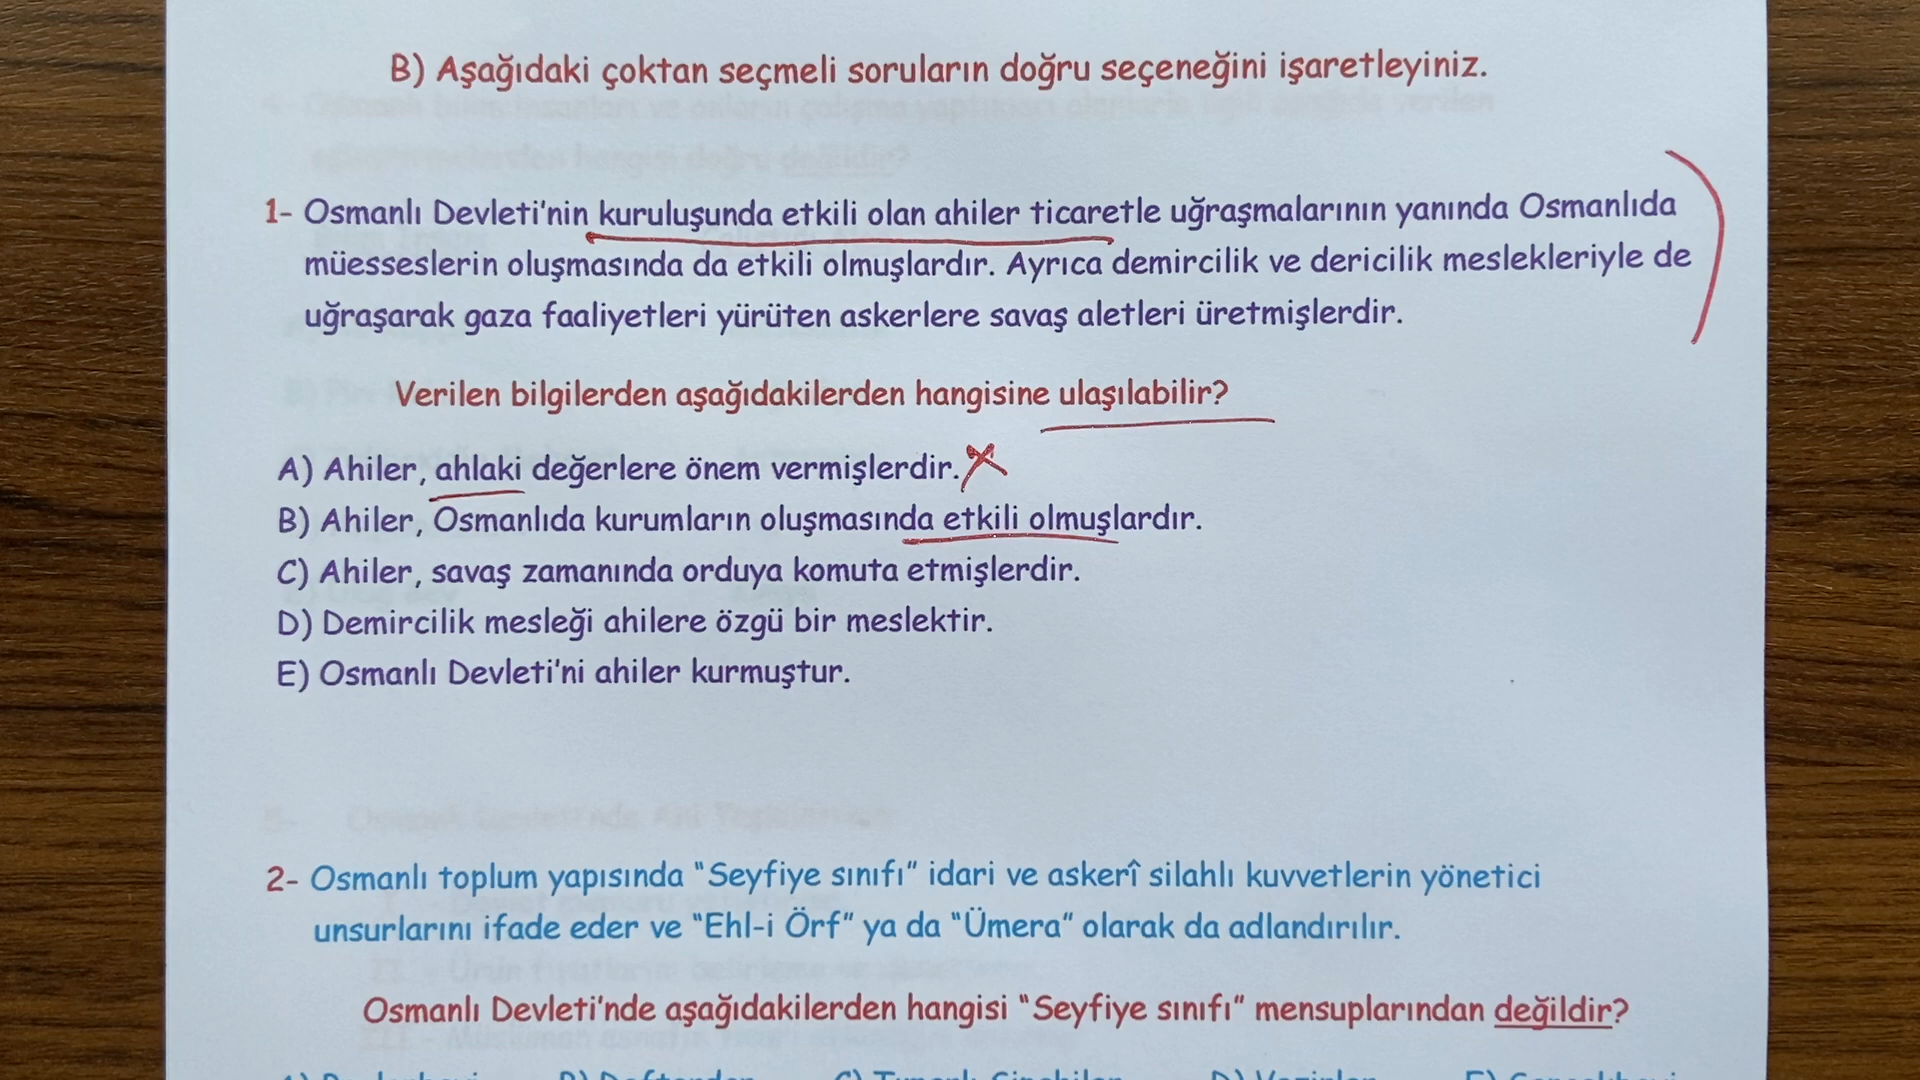 B) Aşağıdaki çoktan seçmeli soruların doğru seçeneğini işaretleyiniz.
1- Osmanlı Devleti'nin kuruluşunda etkili olan ahiler ticaretle uğraşmalarının yanında Osmanlıda
müesseslerin oluşmasında da etkili olmuşlardır. Ayrıca demircilik ve dericilik meslekleriyle de
uğraşarak gaza faaliyetleri yürüten askerlere savaş aletleri üretmişlerdir.
Verilen bilgilerden aşağıdakilerden hangisine ulaşılabilir?
A) Ahiler, ahlaki değerlere önem vermişlerdir.
B) Ahiler, Osmanlıda kurumların oluşmasında etkili olmuşlardır.
C) Ahiler, savaş zamanında orduya komuta etmişlerdir.
D) Demircilik mesleği ahilere özgü bir meslektir.
E) Osmanlı Devleti'ni ahiler kurmuştur.
2- Osmanlı toplum yapısında "Seyfiye sınıfı" idari ve askerî silahlı kuvvetlerin yönetici
unsurlarını ifade eder ve "Ehl-i Örf" ya da "Ümera" olarak da adlandırılır.
Osmanlı Devleti'nde aşağıdakilerden hangisi "Seyfiye sınıfı" mensuplarından değildir?